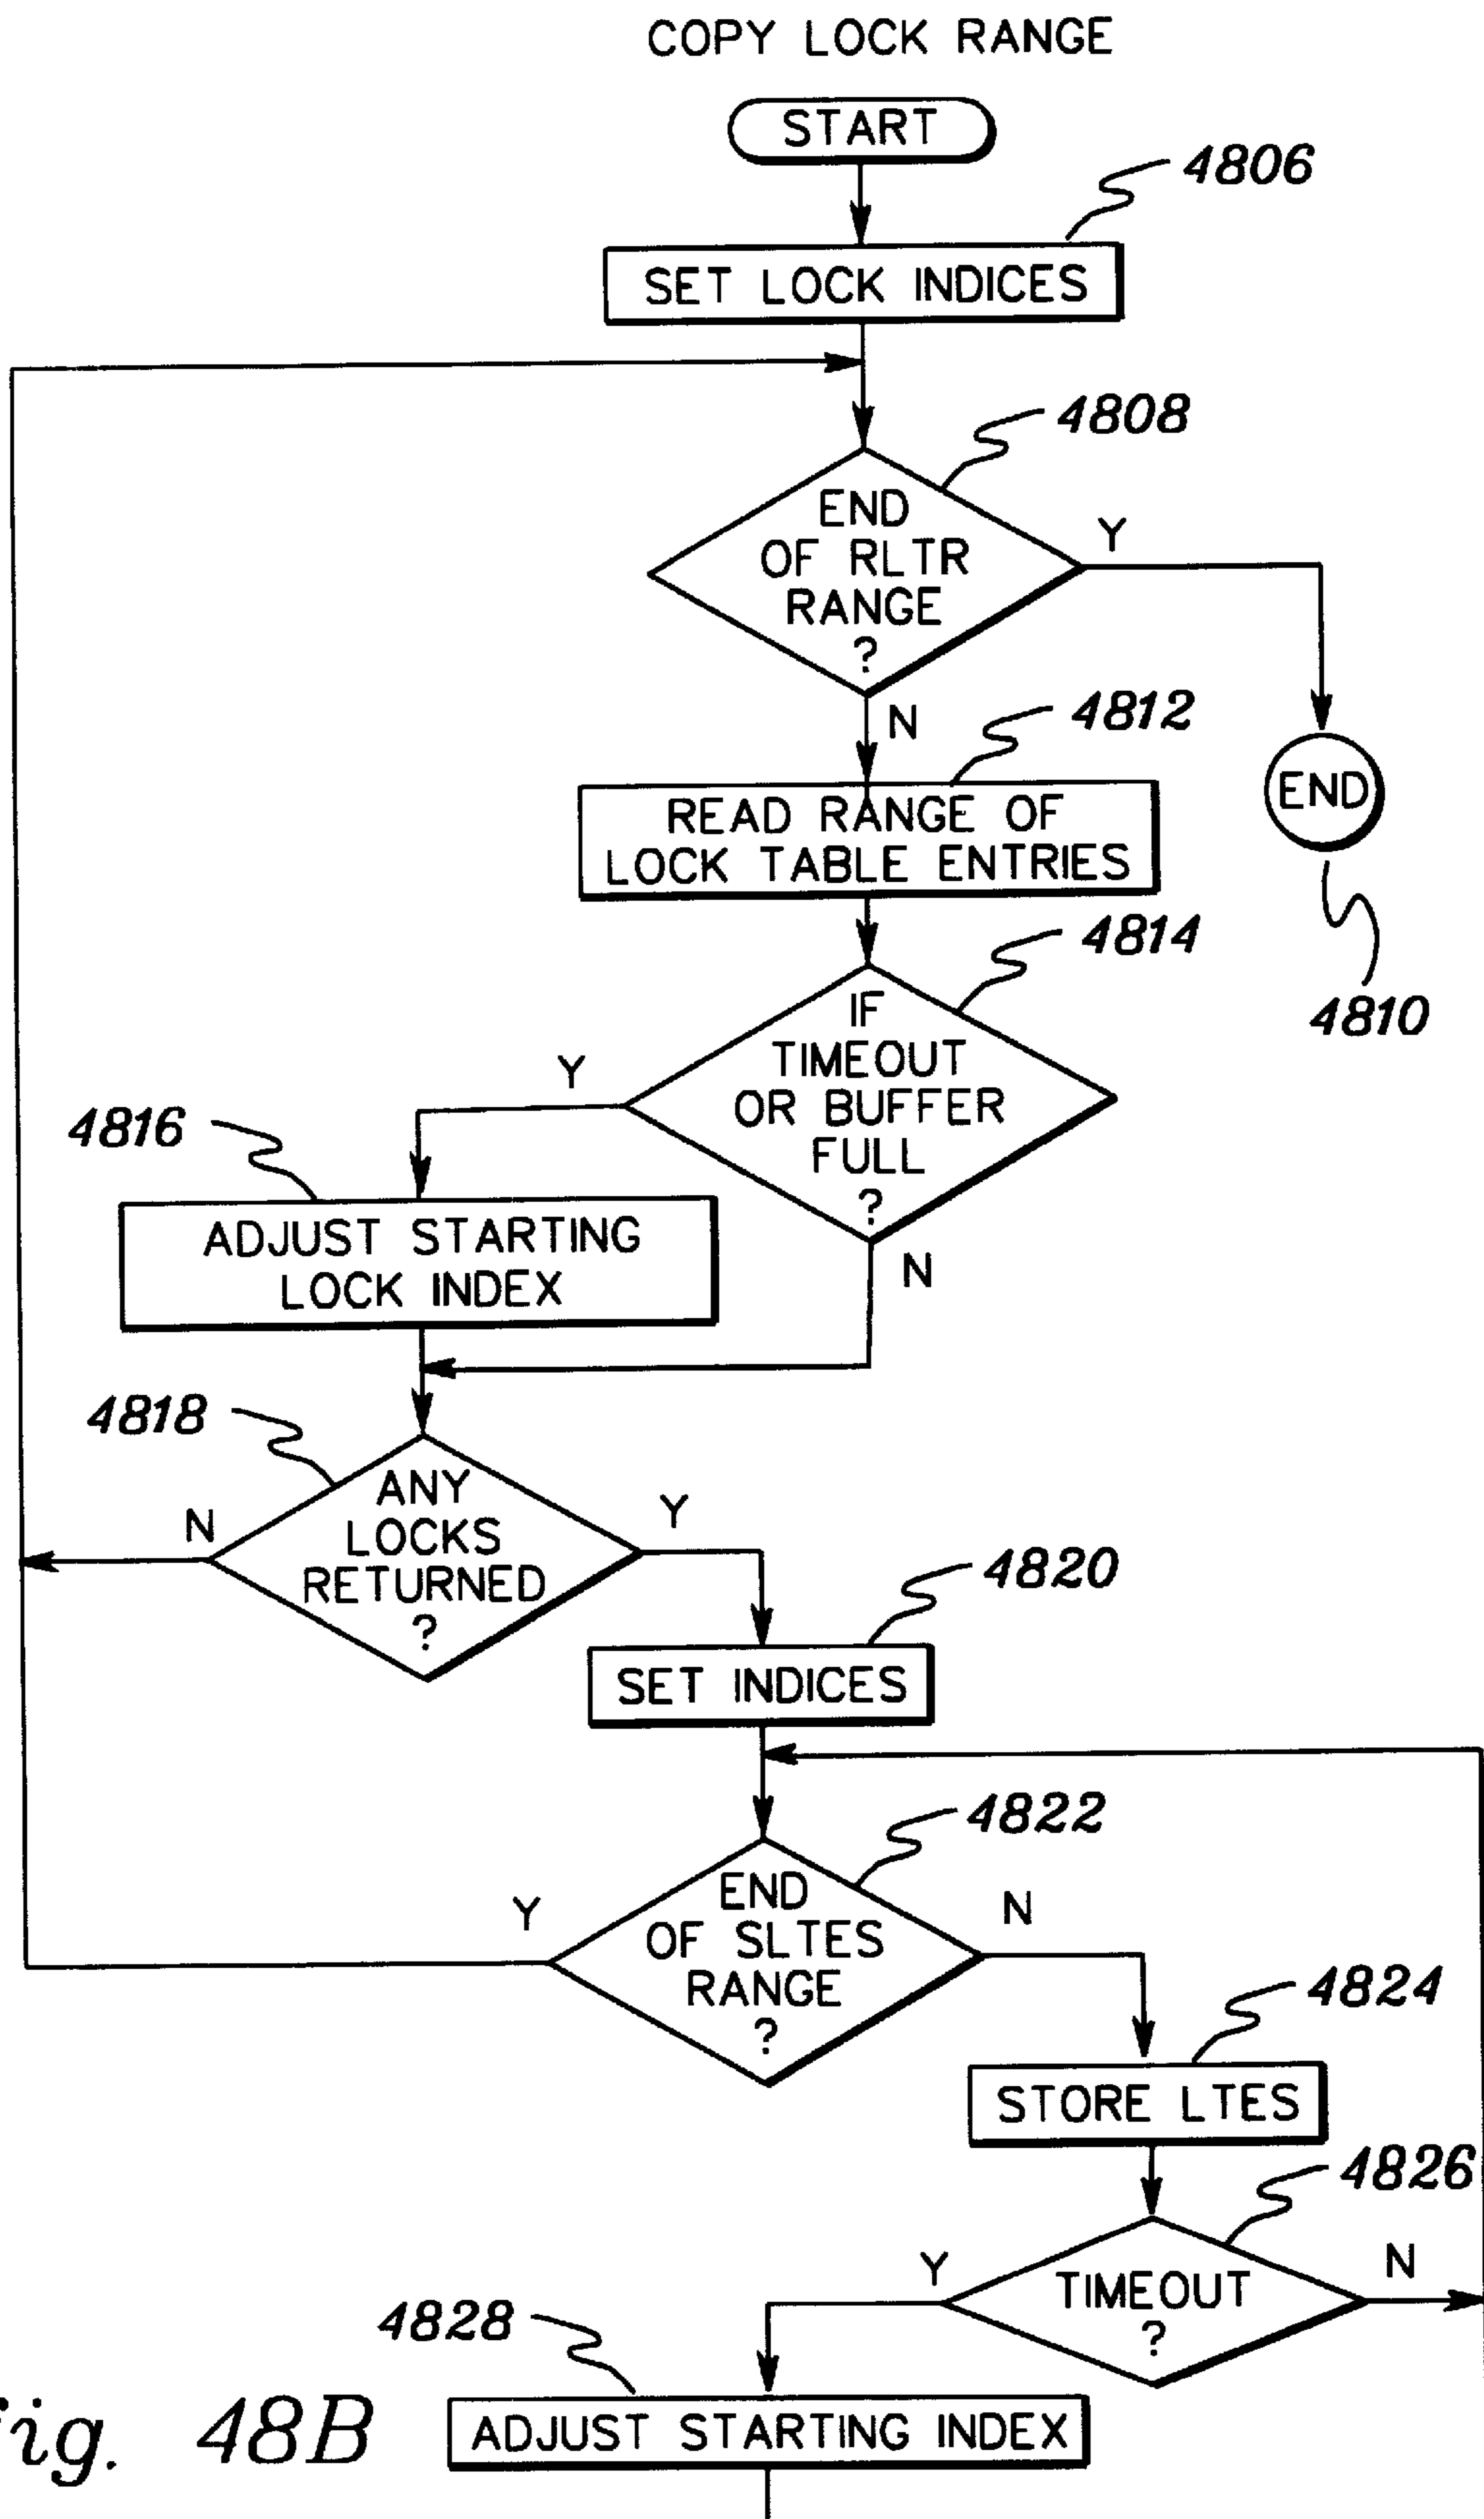 COPY LOCK RANGE
START
4806
SET LOCK INDICES
4808
END
OF RLTR
RANGE
?
Y
N
4812
READ RANGE OF
LOCK TABLE ENTRIES
END
4810
4814
IF
TIMEOUT
OR BUFFER
FULL
?
Y
N
4816
ADJUST STARTING
LOCK INDEX
4818
ANY
LOCKS
RETURNED
?
N
Y
4820
SET INDICES
4822
END
OF SLTES
RANGE
?
Y
N
4824
STORE LTES
4826
TIMEOUT
?
Y
N
4828
ADJUST STARTING INDEX
ig. 48B